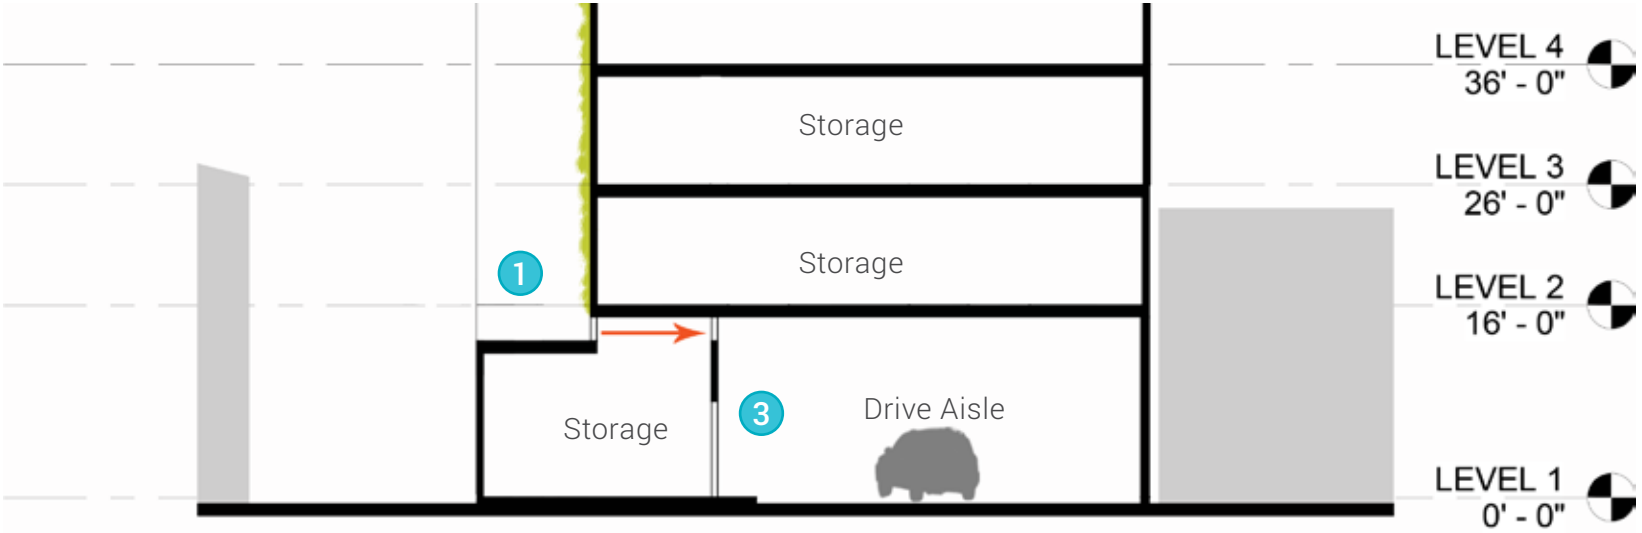 LEVEL 4
36' - 0"
Storage
LEVEL 3
26' - 0"
Storage
1
LEVEL 2
16' - 0"
Drive Aisle
3
Storage
LEVEL 1
0' - 0"